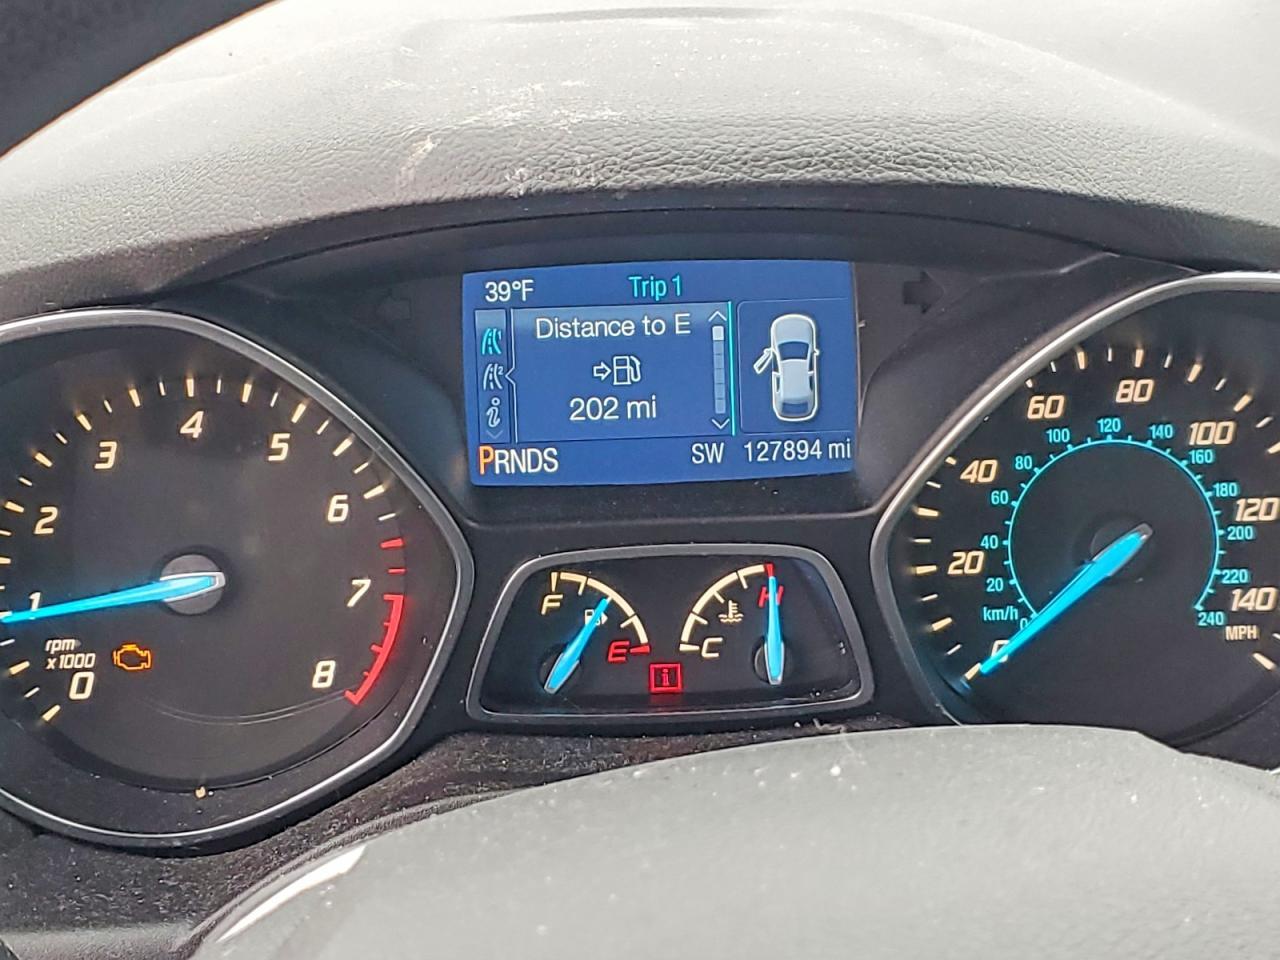 39°F Trip 1
Distance to E
202 mi
PRNDS SW 127894 mi
0 1 2 3 4 5 6 7 8
rpm
x1000
F E
C H
i
20 40 60 80 100 120 140
MPH
0 20 40 60 80 100 120 140 160 180 200 220 240
km/h